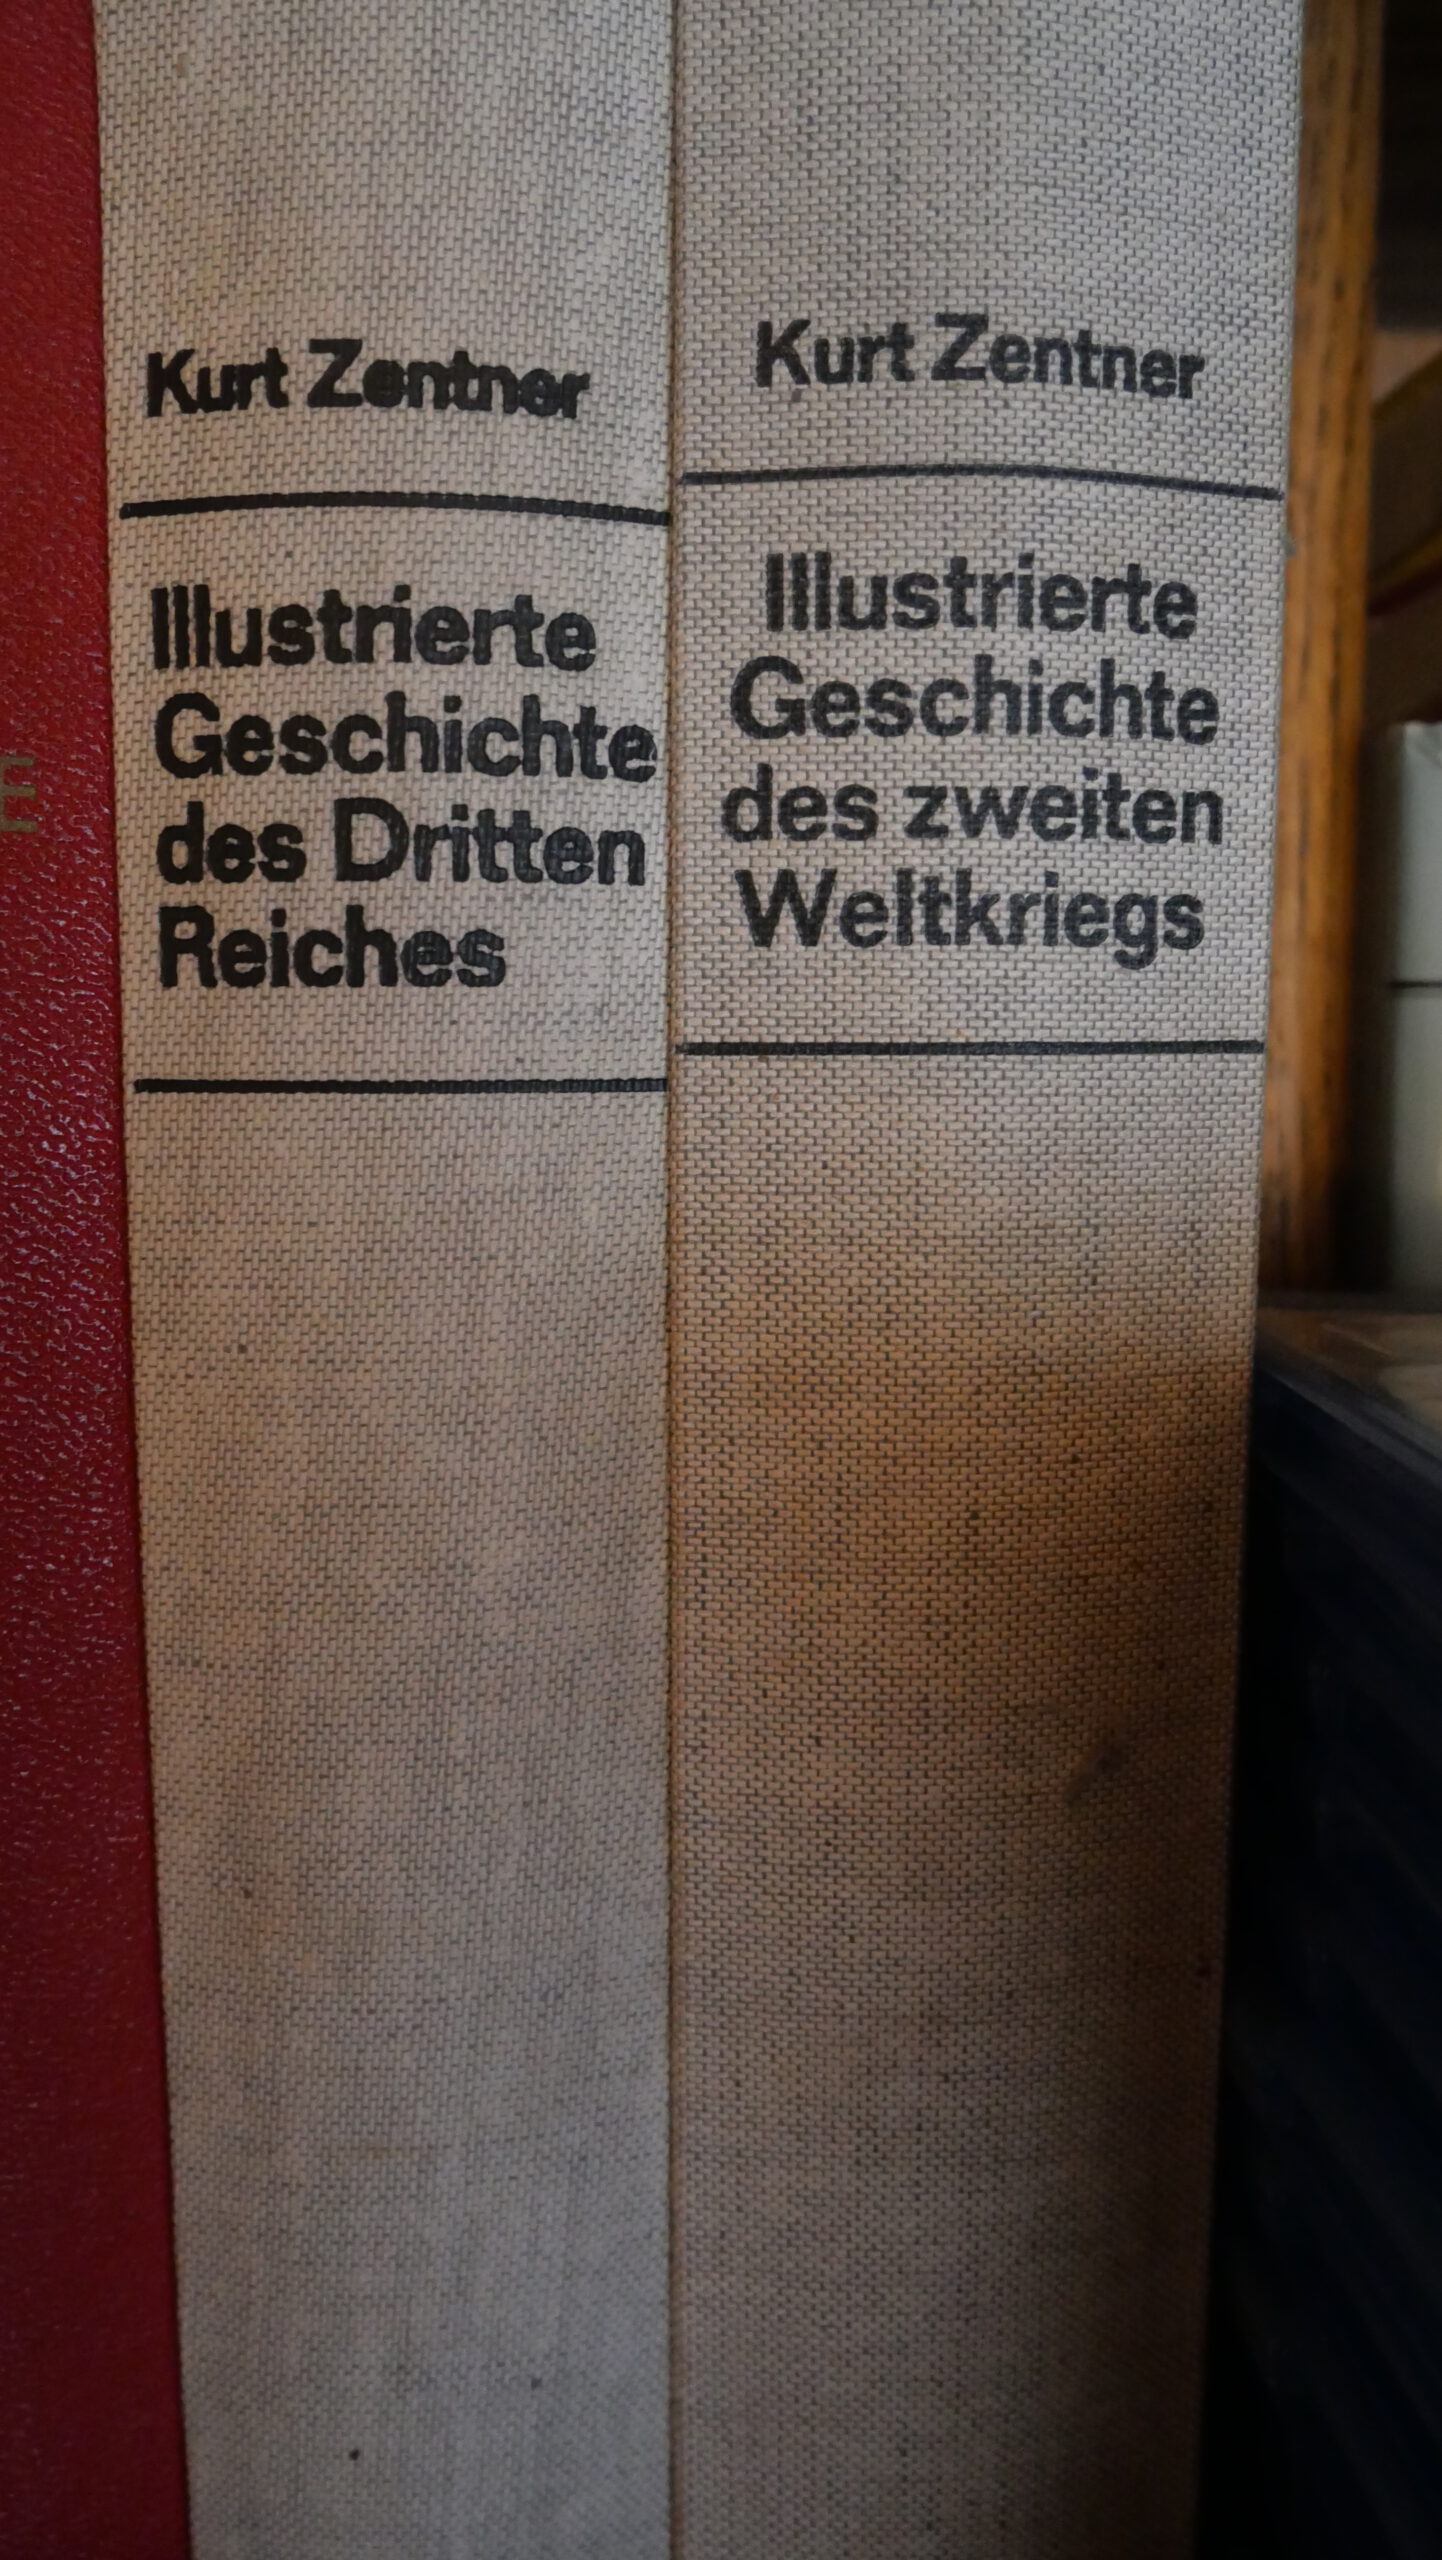 E
Kurt Zentner
Illustrierte
Geschichte
des Dritten
Reiches
Kurt Zentner
Illustrierte
Geschichte
des zweiten
Weltkriegs